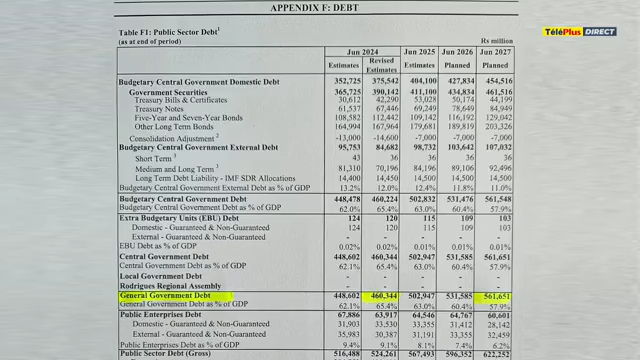 APPENDIX F: DEBT
TéléPlus DIRECT
Table F1: Public Sector Debt1
(as at end of period)
Rs million
Jun 2024 Jun 2025 Jun 2026 Jun 2027
Estimates Revised Estimates Estimates Planned Planned
Budgetary Central Government Domestic Debt 352,725 375,542 404,100 427,834 454,516
Government Securities 365,725 390,142 411,100 434,834 461,516
Treasury Bills & Certificates 30,612 42,290 53,028 50,174 44,199
Treasury Notes 61,537 67,446 69,249 78,649 84,949
Five-Year and Seven-Year Bonds 108,582 112,442 109,142 116,192 129,042
Other Long Term Bonds 164,994 167,964 179,681 189,819 203,326
Consolidation Adjustment 2 -13,000 -14,600 -7,000 -7,000 -7,000
Budgetary Central Government External Debt 95,753 84,682 98,732 103,642 107,032
Short Term 3 43 36 36 36 36
Medium and Long Term 3 81,310 70,196 84,196 89,106 92,496
Long Term Debt Liability - IMF SDR Allocations 14,400 14,450 14,500 14,500 14,500
Budgetary Central Government External Debt as % of GDP 13.2% 12.0% 12.4% 11.8% 11.0%
Budgetary Central Government Debt 448,478 460,224 502,832 531,476 561,548
Budgetary Central Government Debt as % of GDP 62.0% 65.4% 63.0% 60.4% 57.9%
Extra Budgetary Units (EBU) Debt 124 120 115 109 103
Domestic - Guaranteed & Non-Guaranteed 124 120 115 109 103
External - Guaranteed & Non-Guaranteed - - - - -
EBU Debt as % of GDP 0.02% 0.02% 0.01% 0.01% 0.01%
Central Government Debt 448,602 460,344 502,947 531,585 561,651
Central Government Debt as % of GDP 62.1% 65.4% 63.0% 60.4% 57.9%
Local Government Debt - - - - -
Rodrigues Regional Assembly - - - - -
General Government Debt 448,602 460,344 502,947 531,585 561,651
General Government Debt as % of GDP 62.1% 65.4% 63.0% 60.4% 57.9%
Public Enterprises Debt 67,886 63,917 64,546 64,767 60,601
Domestic - Guaranteed & Non-Guaranteed 31,903 33,530 33,355 31,412 28,142
External - Guaranteed & Non-Guaranteed 35,983 30,387 31,191 33,355 32,459
Public Enterprises Debt as % of GDP 9.4% 9.1% 8.1% 7.4% 6.2%
Public Sector Debt (Gross) 516,488 524,261 567,493 596,352 622,252